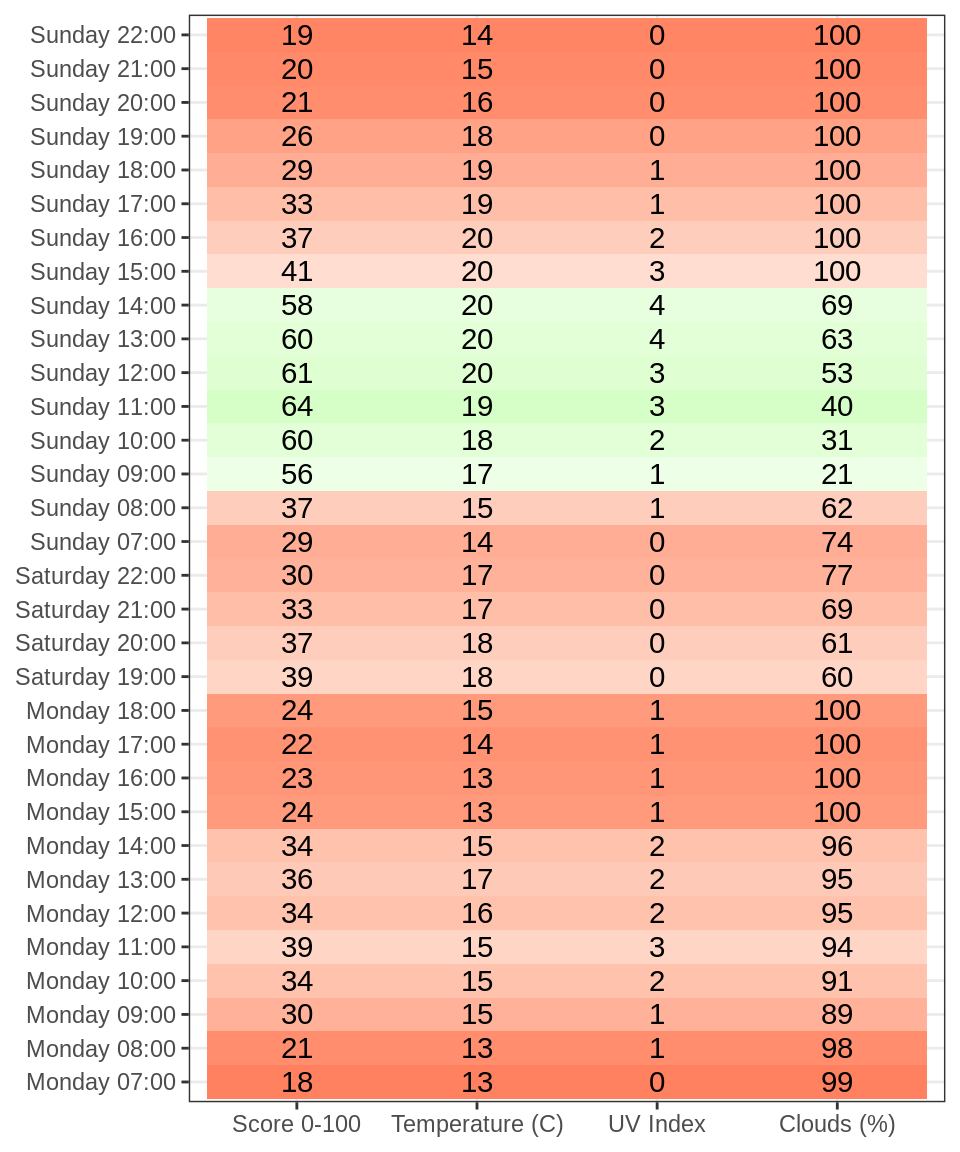 Sunday 22:00 19 14 0 100
Sunday 21:00 20 15 0 100
Sunday 20:00 21 16 0 100
Sunday 19:00 26 18 0 100
Sunday 18:00 29 19 1 100
Sunday 17:00 33 19 1 100
Sunday 16:00 37 20 2 100
Sunday 15:00 41 20 3 100
Sunday 14:00 58 20 4 69
Sunday 13:00 60 20 4 63
Sunday 12:00 61 20 3 53
Sunday 11:00 64 19 3 40
Sunday 10:00 60 18 2 31
Sunday 09:00 56 17 1 21
Sunday 08:00 37 15 1 62
Sunday 07:00 29 14 0 74
Saturday 22:00 30 17 0 77
Saturday 21:00 33 17 0 69
Saturday 20:00 37 18 0 61
Saturday 19:00 39 18 0 60
Monday 18:00 24 15 1 100
Monday 17:00 22 14 1 100
Monday 16:00 23 13 1 100
Monday 15:00 24 13 1 100
Monday 14:00 34 15 2 96
Monday 13:00 36 17 2 95
Monday 12:00 34 16 2 95
Monday 11:00 39 15 3 94
Monday 10:00 34 15 2 91
Monday 09:00 30 15 1 89
Monday 08:00 21 13 1 98
Monday 07:00 18 13 0 99
Score 0-100 Temperature (C) UV Index Clouds (%)